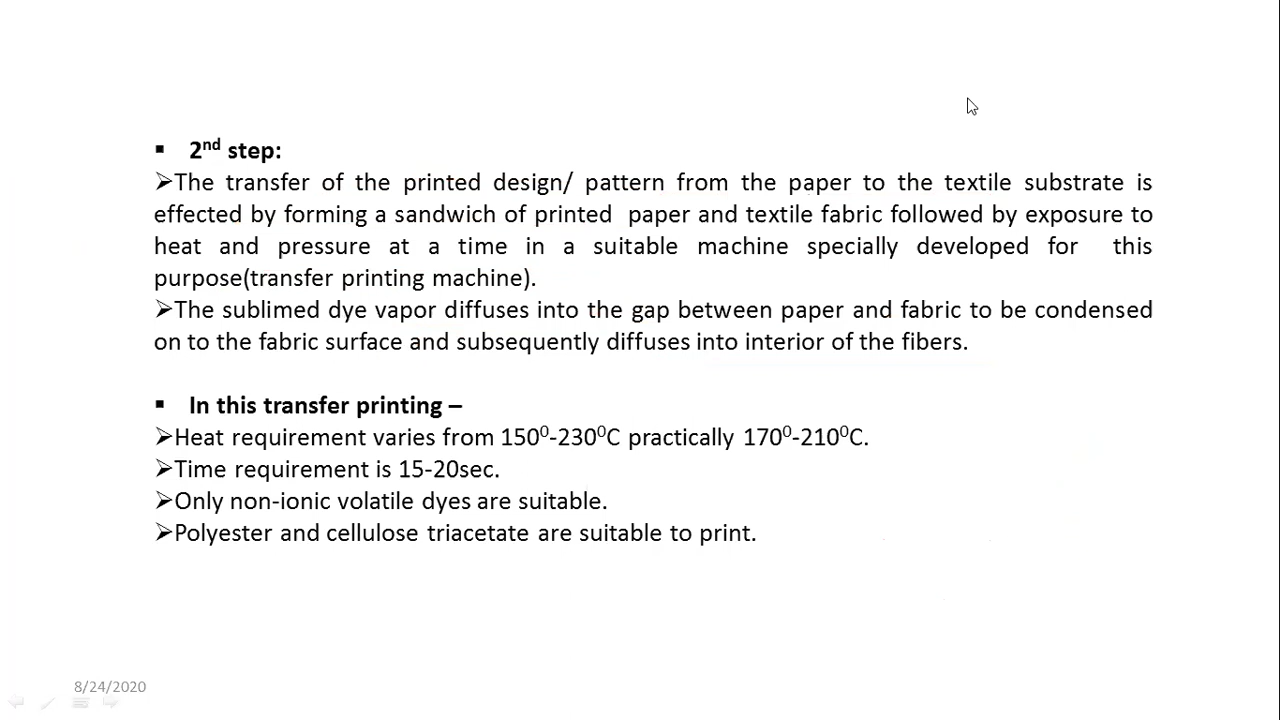 ▪ 2nd step:
➢The transfer of the printed design/ pattern from the paper to the textile substrate is
effected by forming a sandwich of printed paper and textile fabric followed by exposure to
heat and pressure at a time in a suitable machine specially developed for this
purpose(transfer printing machine).
➢The sublimed dye vapor diffuses into the gap between paper and fabric to be condensed
on to the fabric surface and subsequently diffuses into interior of the fibers.
▪ In this transfer printing –
➢Heat requirement varies from 150⁰-230⁰C practically 170⁰-210⁰C.
➢Time requirement is 15-20sec.
➢Only non-ionic volatile dyes are suitable.
➢Polyester and cellulose triacetate are suitable to print.
8/24/2020